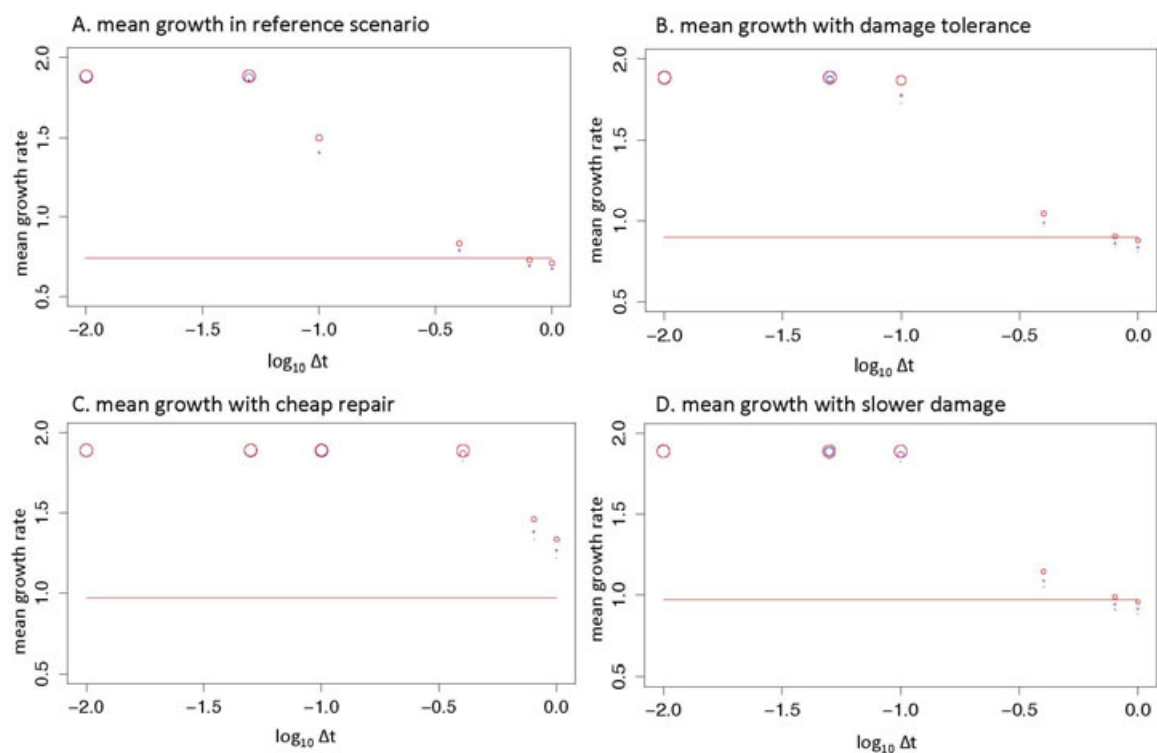 A. mean growth in reference scenario
mean growth rate
2.0
1.5
1.0
0.5
−2.0 −1.5 −1.0 −0.5 0.0
log₁₀ Δt
B. mean growth with damage tolerance
mean growth rate
2.0
1.5
1.0
0.5
−2.0 −1.5 −1.0 −0.5 0.0
log₁₀ Δt
C. mean growth with cheap repair
mean growth rate
2.0
1.5
1.0
0.5
−2.0 −1.5 −1.0 −0.5 0.0
log₁₀ Δt
D. mean growth with slower damage
mean growth rate
2.0
1.5
1.0
0.5
−2.0 −1.5 −1.0 −0.5 0.0
log₁₀ Δt